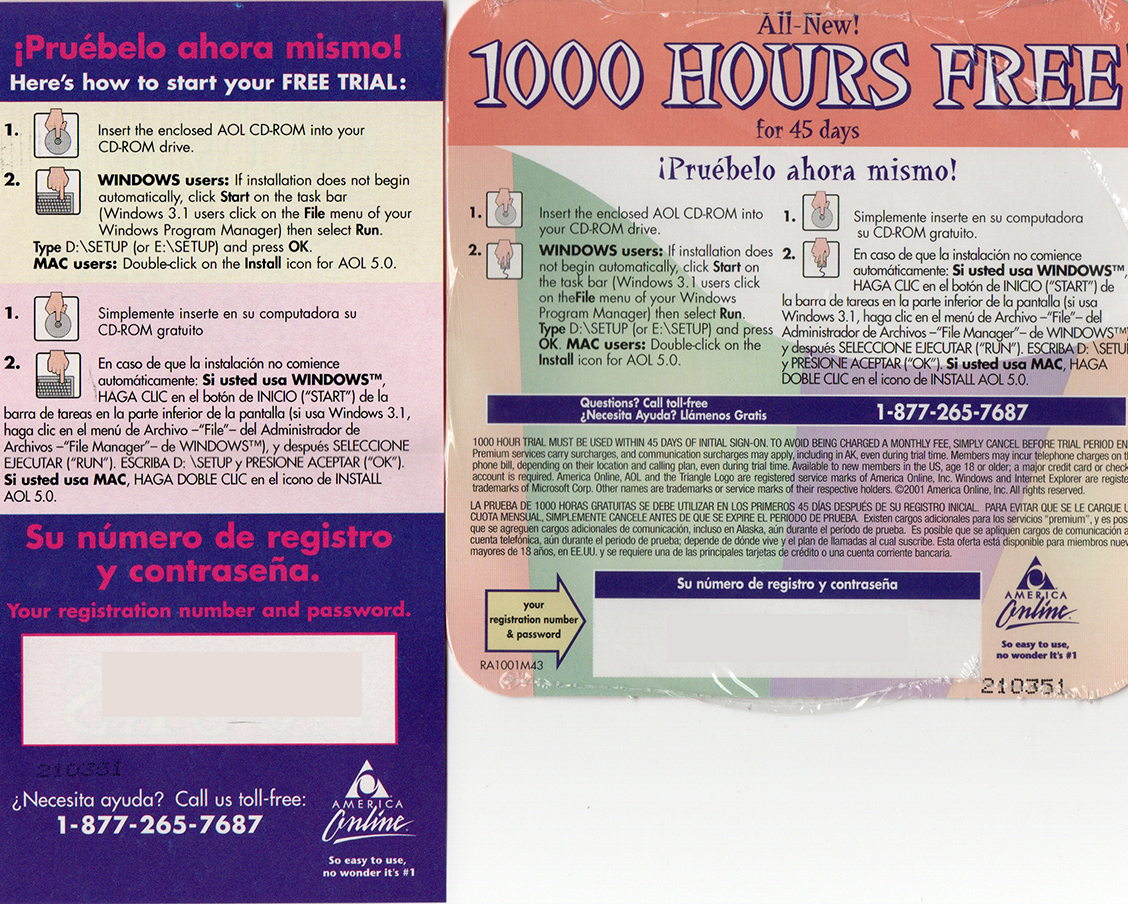 ¡Pruébelo ahora mismo!
Here's how to start your FREE TRIAL:
1.
Insert the enclosed AOL CD-ROM into your
CD-ROM drive.
2.
WINDOWS users: If installation does not begin
automatically, click Start on the task bar
(Windows 3.1 users click on the File menu of your
Windows Program Manager) then select Run.
Type D:\SETUP (or E:\SETUP) and press OK.
MAC users: Double-click on the Install icon for AOL 5.0.
1.
Simplemente inserte en su computadora su
CD-ROM gratuito
2.
En caso de que la instalación no comience
automáticamente: Si usted usa WINDOWS™,
HAGA CLIC en el botón de INICIO ("START") de la
barra de tareas en la parte inferior de la pantalla (si usa Windows 3.1,
haga clic en el menú de Archivo –"File"– del Administrador de
Archivos –"File Manager"– de WINDOWS™), y después SELECCIONE
EJECUTAR ("RUN"). ESCRIBA D: \SETUP y PRESIONE ACEPTAR ("OK").
Si usted usa MAC, HAGA DOBLE CLIC en el icono de INSTALL
AOL 5.0.
Su número de registro
y contraseña.
Your registration number and password.
210331
¿Necesita ayuda? Call us toll-free:
1-877-265-7687
AMERICA
Online
So easy to use,
no wonder it's #1
All-New!
1000 HOURS FREE
for 45 days
¡Pruébelo ahora mismo!
1.
Insert the enclosed AOL CD-ROM into
your CD-ROM drive.
2.
WINDOWS users: If installation does
not begin automatically, click Start on
the task bar (Windows 3.1 users click
on theFile menu of your Windows
Program Manager) then select Run.
Type D:\SETUP (or E:\SETUP) and press
OK. MAC users: Double-click on the
Install icon for AOL 5.0.
1.
Simplemente inserte en su computadora
su CD-ROM gratuito.
2.
En caso de que la instalación no comience
automáticamente: Si usted usa WINDOWS™,
HAGA CLIC en el botón de INICIO ("START") de
la barra de tareas en la parte inferior de la pantalla (si usa
Windows 3.1, haga clic en el menú de Archivo –"File"– del
Administrador de Archivos –"File Manager"– de WINDOWS™
y después SELECCIONE EJECUTAR ("RUN"). ESCRIBA D: \SETU
y PRESIONE ACEPTAR ("OK"). Si usted usa MAC, HAGA
DOBLE CLIC en el icono de INSTALL AOL 5.0.
Questions? Call toll-free
¿Necesita Ayuda? Llámenos Gratis
1-877-265-7687
1000 HOUR TRIAL MUST BE USED WITHIN 45 DAYS OF INITIAL SIGN-ON. TO AVOID BEING CHARGED A MONTHLY FEE, SIMPLY CANCEL BEFORE TRIAL PERIOD EN
Premium services carry surcharges, and communication surcharges may apply, including in AK, even during trial time. Members may incur telephone charges on th
phone bill, depending on their location and calling plan, even during trial time. Available to new members in the US, age 18 or older; a major credit card or check
account is required. America Online, AOL and the Triangle Logo are registered service marks of America Online, Inc. Windows and Internet Explorer are registe
trademarks of Microsoft Corp. Other names are trademarks or service marks of their respective holders. ©2001 America Online, Inc. All rights reserved.
LA PRUEBA DE 1000 HORAS GRATUITAS SE DEBE UTILIZAR EN LOS PRIMEROS 45 DÍAS DESPUÉS DE SU REGISTRO INICIAL. PARA EVITAR QUE SE LE CARGUE U
CUOTA MENSUAL, SIMPLEMENTE CANCELE ANTES DE QUE SE EXPIRE EL PERIODO DE PRUEBA. Existen cargos adicionales para los servicios "premium", y es pos
que se agreguen cargos adicionales de comunicación, incluso en Alaska, aún durante el período de prueba. Es posible que se apliquen cargos de comunicación a
cuenta telefónica, aún durante el periodo de prueba; depende de dónde vive y el plan de llamadas al cual suscribe. Esta oferta está disponible para miembros nuev
mayores de 18 años, en EE.UU. y se requiere una de las principales tarjetas de crédito o una cuenta corriente bancaria.
your
registration number
& password
Su número de registro y contraseña
AMERICA
Online
So easy to use,
no wonder It's #1
RA1001M43
210351